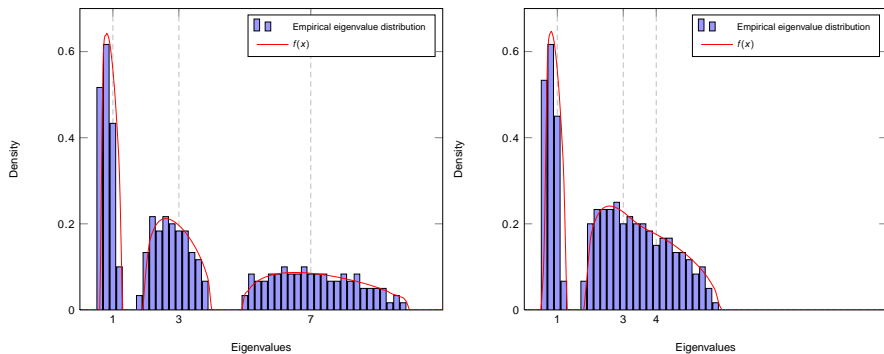 Empirical eigenvalue distribution
f(x)
0.6
0.4
0.2
0
Density
1
3
7
Eigenvalues
Empirical eigenvalue distribution
f(x)
0.6
0.4
0.2
0
Density
1
3
4
Eigenvalues